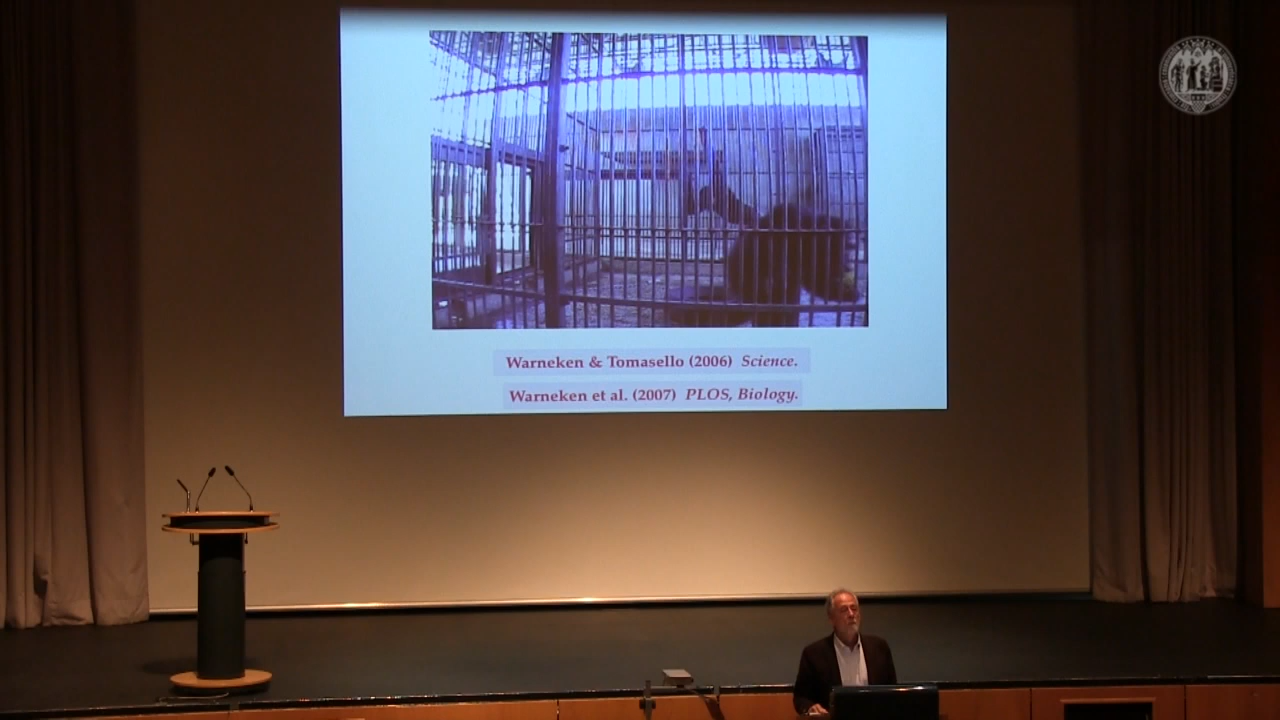 Warneken & Tomasello (2006) Science.
Warneken et al. (2007) PLOS, Biology.